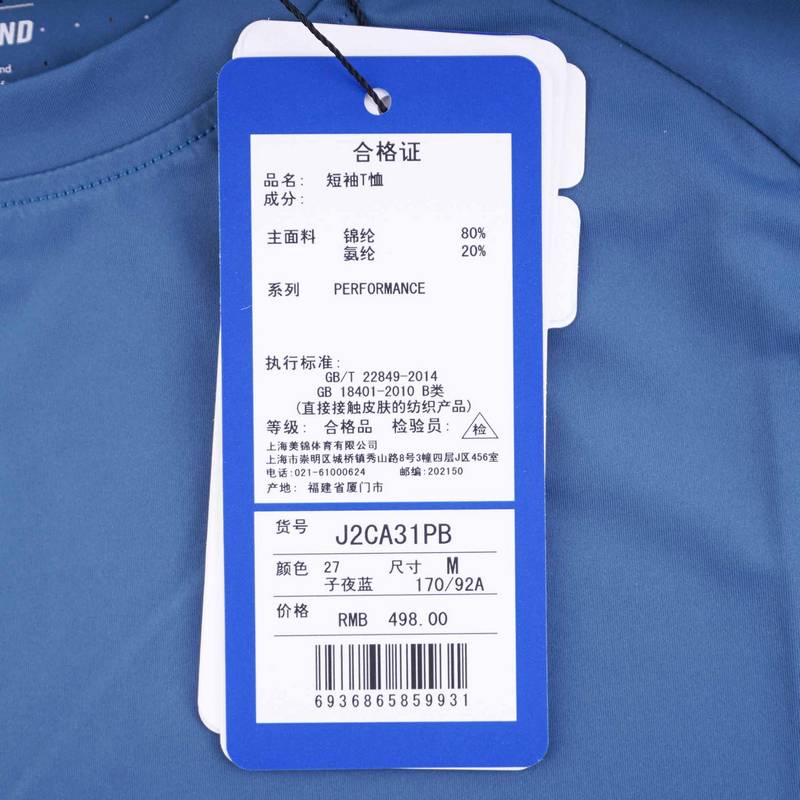 ND
nd
合格证
品名: 短袖T恤
成分:
主面料 锦纶 80%
氨纶 20%
系列 PERFORMANCE
执行标准:
GB/T 22849-2014
GB 18401-2010 B类
(直接接触皮肤的纺织产品)
等级: 合格品 检验员: 检
上海美锦体育有限公司
上海市崇明区城桥镇秀山路8号3幢四层J区456室
电话:021-61000624 邮编:202150
产地: 福建省厦门市
货号 J2CA31PB
颜色 27 尺寸 M
子夜蓝 170/92A
价格 RMB 498.00
6936865859931